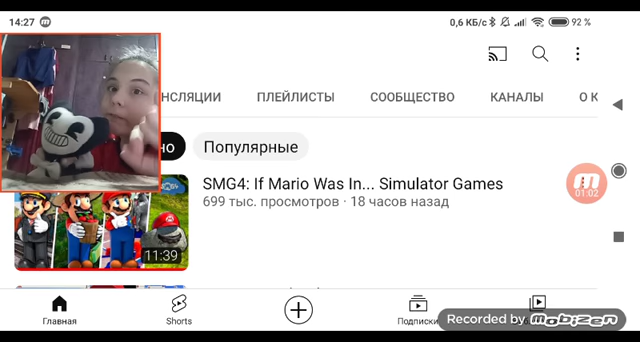 14:27
0,6 КБ/с
92 %
НСЛЯЦИИ ПЛЕЙЛИСТЫ СООБЩЕСТВО КАНАЛЫ О К
но Популярные
SMG4: If Mario Was In... Simulator Games
699 тыс. просмотров · 18 часов назад
01:02
11:39
Главная Shorts Подписки
Recorded by mobizen